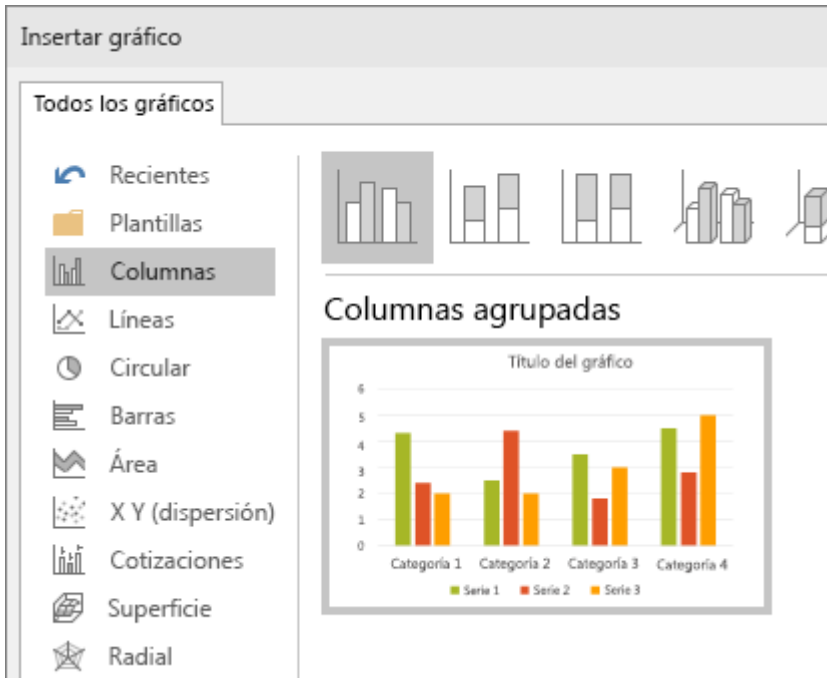 Insertar gráfico
Todos los gráficos
Recientes
Plantillas
Columnas
Líneas
Circular
Barras
Área
X Y (dispersión)
Cotizaciones
Superficie
Radial
Columnas agrupadas
Título del gráfico
6
5
4
3
2
1
0
Categoría 1 Categoría 2 Categoría 3 Categoría 4
Serie 1 Serie 2 Serie 3